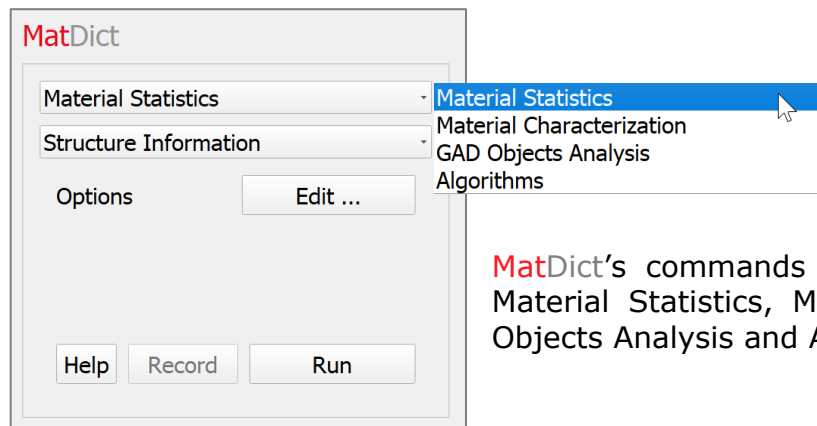 MatDict
Material Statistics
Structure Information
Options Edit ...
Help Record Run
Material Statistics
Material Characterization
GAD Objects Analysis
Algorithms
MatDict’s commands
Material Statistics,
Objects Analysis and